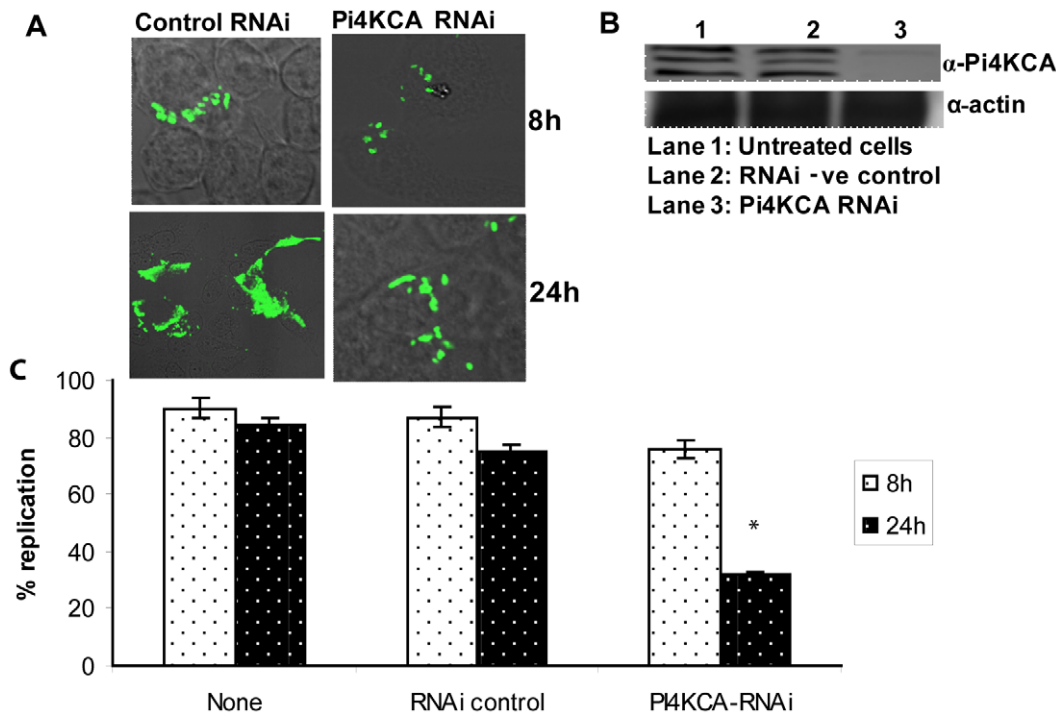 A
Control RNAi
Pi4KCA RNAi
8h
24h
B
1 2 3
α-Pi4KCA
α-actin
Lane 1: Untreated cells
Lane 2: RNAi -ve control
Lane 3: Pi4KCA RNAi
C
% replication
100
80
60
40
20
0
*
8h
24h
None
RNAi control
PI4KCA-RNAi